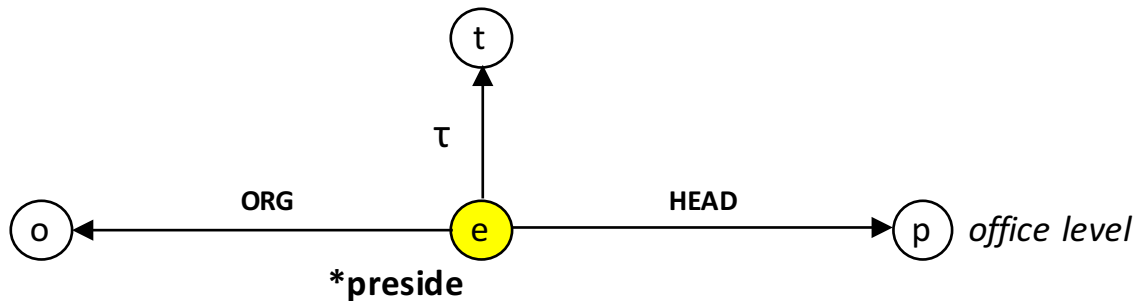 t
τ
ORG
HEAD
o
e
p
office level
*preside